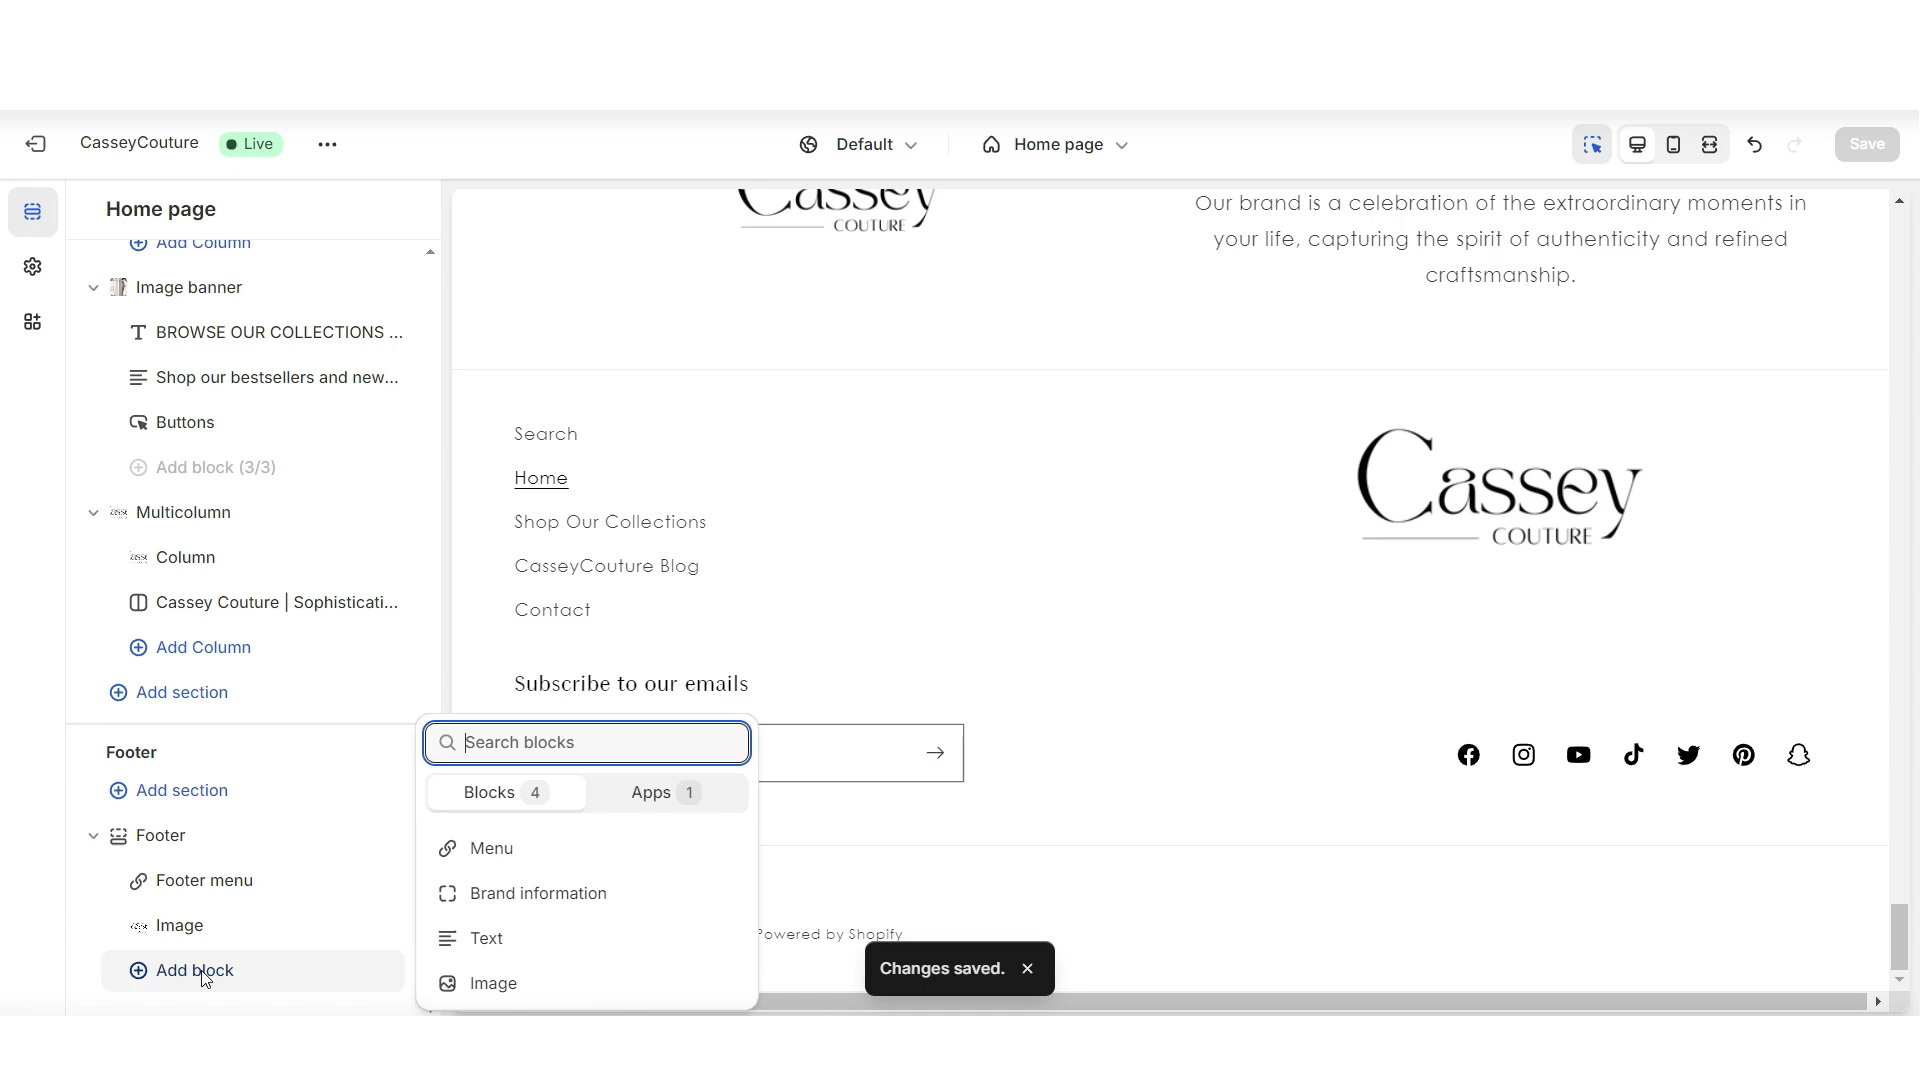 CasseyCouture
Live
Default
Home page
Save
Home page
Add Column
Image banner
BROWSE OUR COLLECTIONS ...
Shop our bestsellers and new...
Buttons
Add block (3/3)
Multicolumn
Column
Cassey Couture | Sophisticati...
Add Column
Add section
Footer
Add section
Footer
Footer menu
Image
Add block
Search blocks
Blocks 4
Apps 1
Menu
Brand information
Text
Image
Cassey
COUTURE
Our brand is a celebration of the extraordinary moments in
your life, capturing the spirit of authenticity and refined
craftsmanship.
Search
Home
Shop Our Collections
CasseyCouture Blog
Contact
Cassey
COUTURE
Subscribe to our emails
Powered by Shopify
Changes saved.